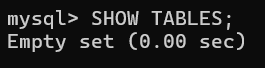 mysql> SHOW TABLES;
Empty set (0.00 sec)